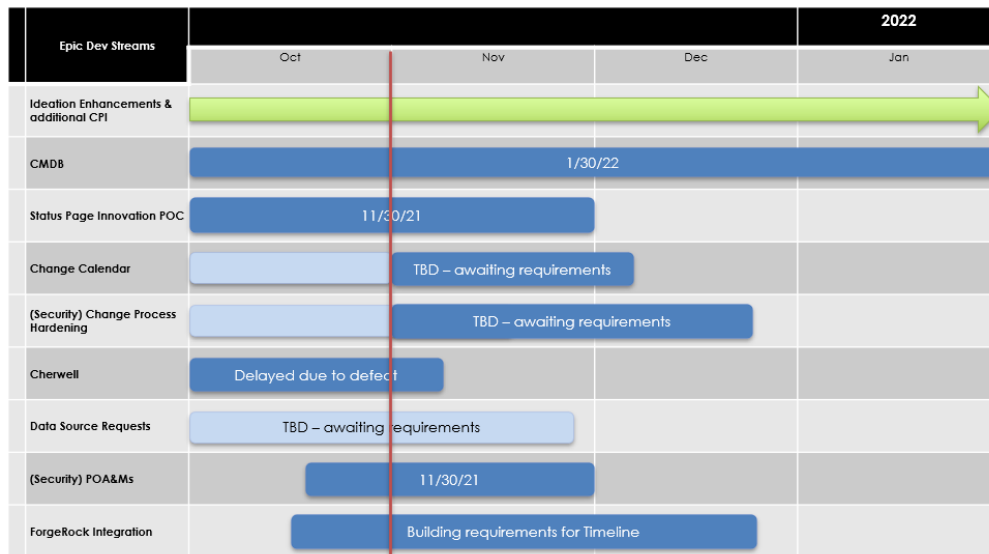 2022
Epic Dev Streams
Oct Nov Dec Jan
Ideation Enhancements &
additional CPI
CMDB 1/30/22
Status Page Innovation POC 11/30/21
Change Calendar TBD – awaiting requirements
(Security) Change Process
Hardening
TBD – awaiting requirements
Cherwell Delayed due to defect
Data Source Requests TBD – awaiting requirements
(Security) POA&Ms 11/30/21
ForgeRock Integration Building requirements for Timeline